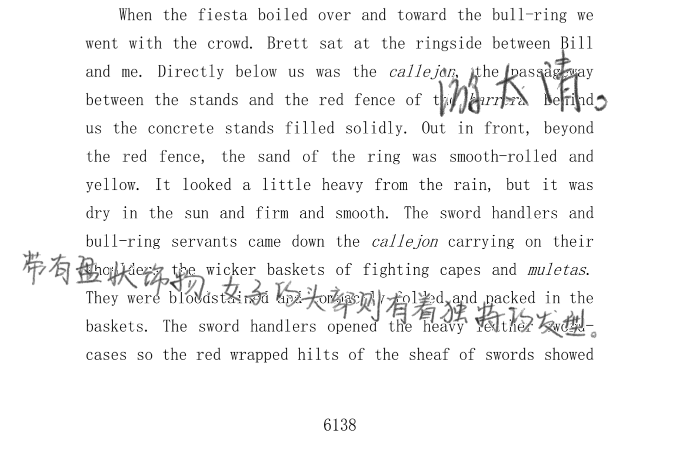 When the fiesta boiled over and toward the bull-ring we
went with the crowd. Brett sat at the ringside between Bill
and me. Directly below us was the callejon, the passageway
游大清。
between the stands and the red fence of the barrera. Behind
us the concrete stands filled solidly. Out in front, beyond
the red fence, the sand of the ring was smooth-rolled and
yellow. It looked a little heavy from the rain, but it was
dry in the sun and firm and smooth. The sword handlers and
bull-ring servants came down the callejon carrying on their
带有盈状饰物,女子的头部则有着独特的发型。
shoulders the wicker baskets of fighting capes and muletas.
They were bloodstained and compactly folded and packed in the
baskets. The sword handlers opened the heavy leather sword-
cases so the red wrapped hilts of the sheaf of swords showed
6138